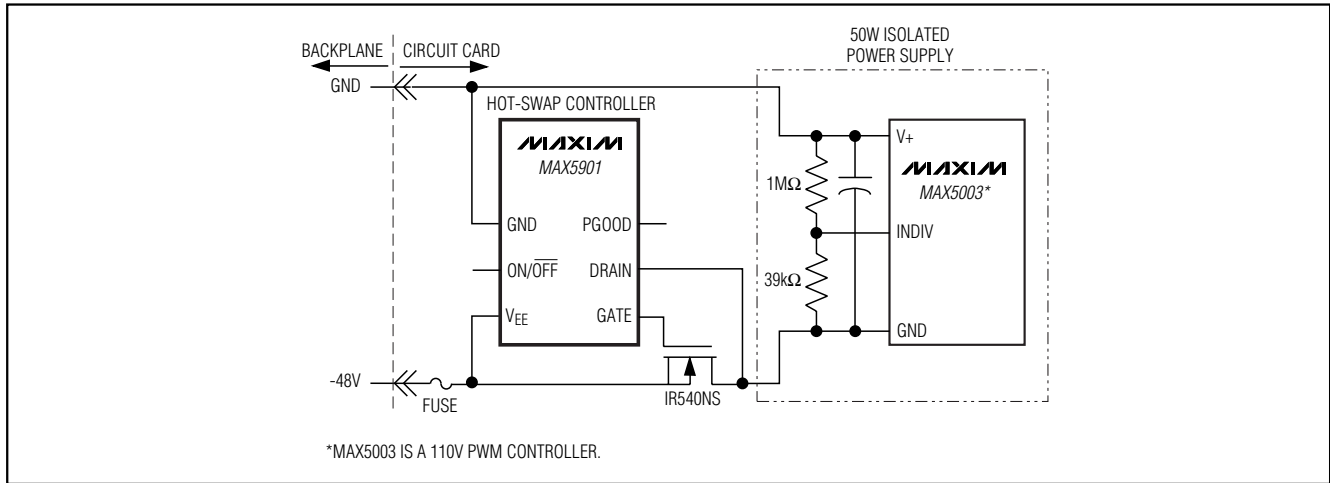 50W ISOLATED
POWER SUPPLY
BACKPLANE
CIRCUIT CARD
GND
HOT-SWAP CONTROLLER
MAXIM
MAX5901
GND
PGOOD
ON/O̅F̅F̅
DRAIN
VEE
GATE
V+
MAXIM
MAX5003*
1MΩ
INDIV
39kΩ
GND
-48V
FUSE
IR540NS
*MAX5003 IS A 110V PWM CONTROLLER.